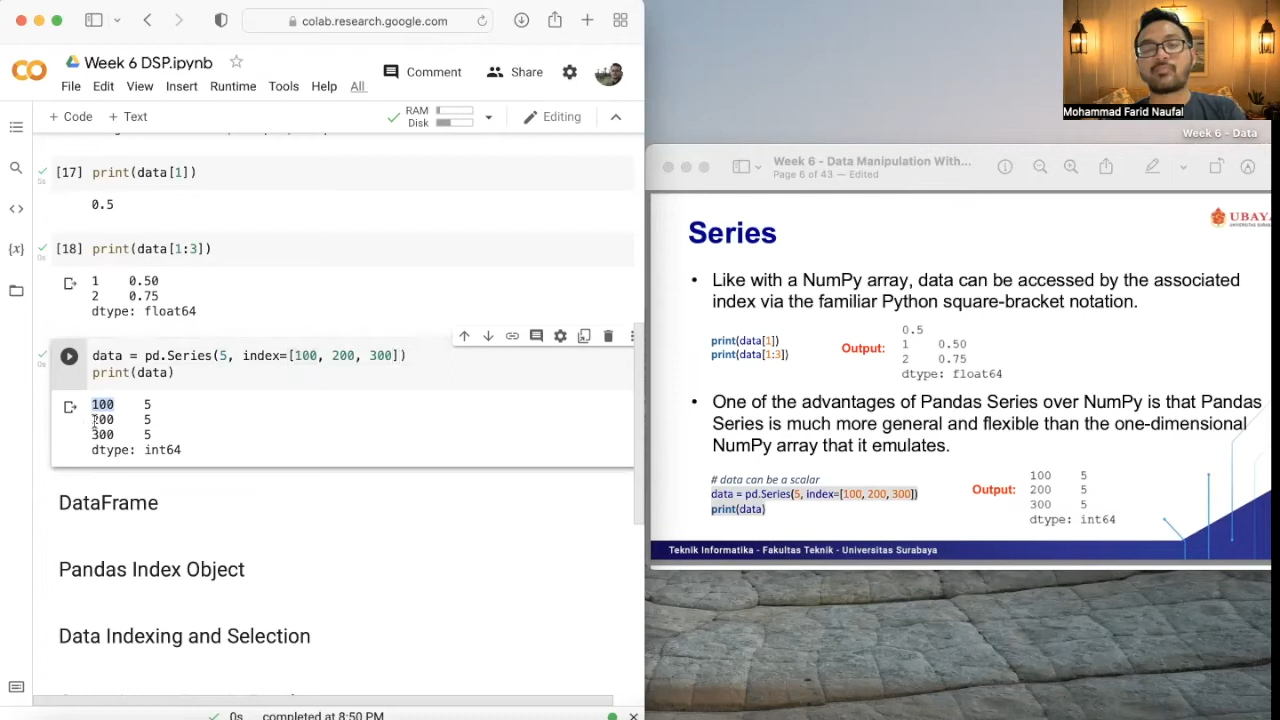 colab.research.google.com
Week 6 DSP.ipynb
Comment
Share
File Edit View Insert Runtime Tools Help All
+ Code + Text
RAM
Disk
Editing
[17] print(data[1])
5s
0.5
[18] print(data[1:3])
0s
1 0.50
2 0.75
dtype: float64
data = pd.Series(5, index=[100, 200, 300])
0s
print(data)
100 5
200 5
300 5
dtype: int64
DataFrame
Pandas Index Object
Data Indexing and Selection
0s completed at 8:50 PM
Mohammad Farid Naufal
Week 6 - Data
Week 6 - Data Manipulation With...
Page 6 of 43 — Edited
UBAYA
Series
• Like with a NumPy array, data can be accessed by the associated
index via the familiar Python square-bracket notation.
print(data[1])
print(data[1:3])
Output:
0.5
1 0.50
2 0.75
dtype: float64
• One of the advantages of Pandas Series over NumPy is that Pandas
Series is much more general and flexible than the one-dimensional
NumPy array that it emulates.
# data can be a scalar
data = pd.Series(5, index=[100, 200, 300])
print(data)
Output:
100 5
200 5
300 5
dtype: int64
Teknik Informatika - Fakultas Teknik - Universitas Surabaya